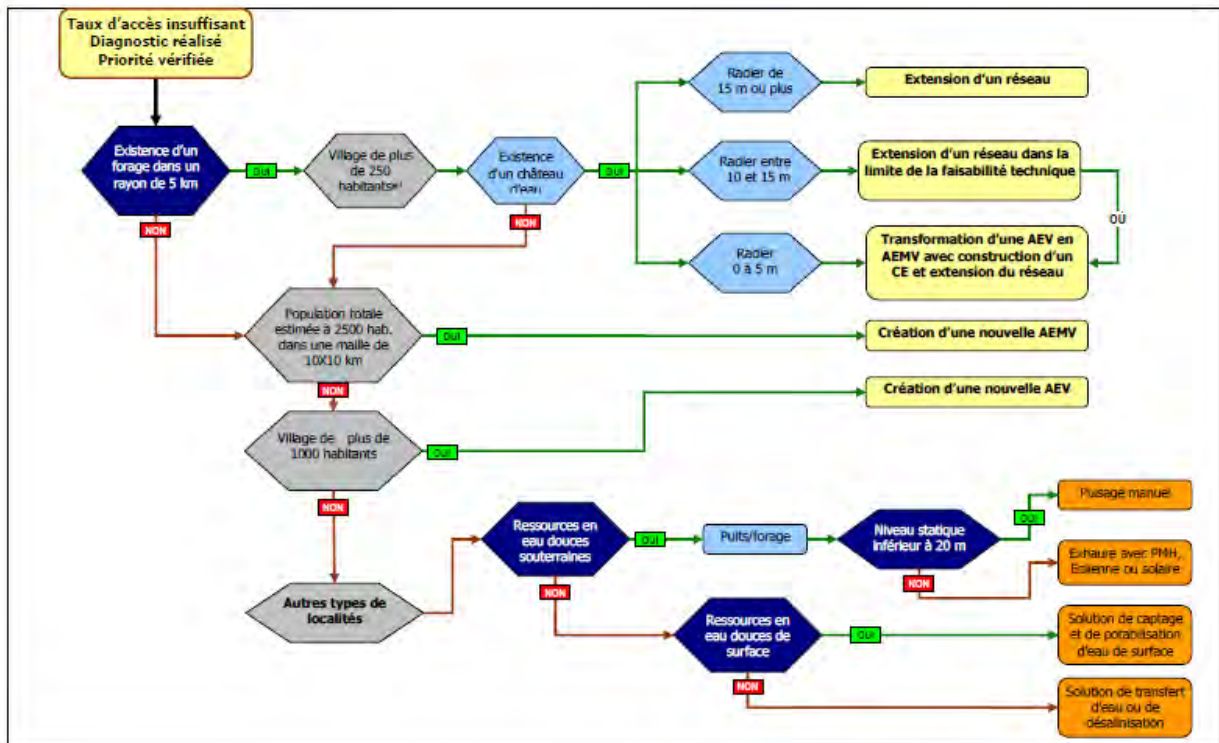 Taux d'accès insuffisant
Diagnostic réalisé
Priorité vérifiée
Existence d'un
forage dans un
rayon de 5 km
OUI
Village de plus
de 250
habitants
Existence
d'un château
d'eau
OUI
Radier de
15 m ou plus
Extension d'un réseau
Radier entre
10 et 15 m
Extension d'un réseau dans la
limite de la faisabilité technique
OÙ
Radier
0 à 5 m
Transformation d'une AEV en
AEMV avec construction d'un
CE et extension du réseau
NON
NON
Population totale
estimée à 2500 hab.
dans une maille de
10X10 km
OUI
Création d'une nouvelle AEMV
NON
Village de plus de
1000 habitants
OUI
Création d'une nouvelle AEV
NON
Autres types de
localités
Ressources en
eau douces
souterraines
OUI
Puits/forage
Niveau statique
inférieur à 20 m
OUI
Puisage manuel
NON
Exhaure avec PMH,
Eolienne ou solaire
NON
Ressources en
eau douces de
surface
OUI
Solution de captage
et de potabilisation
d'eau de surface
NON
Solution de transfert
d'eau ou de
désalinisation